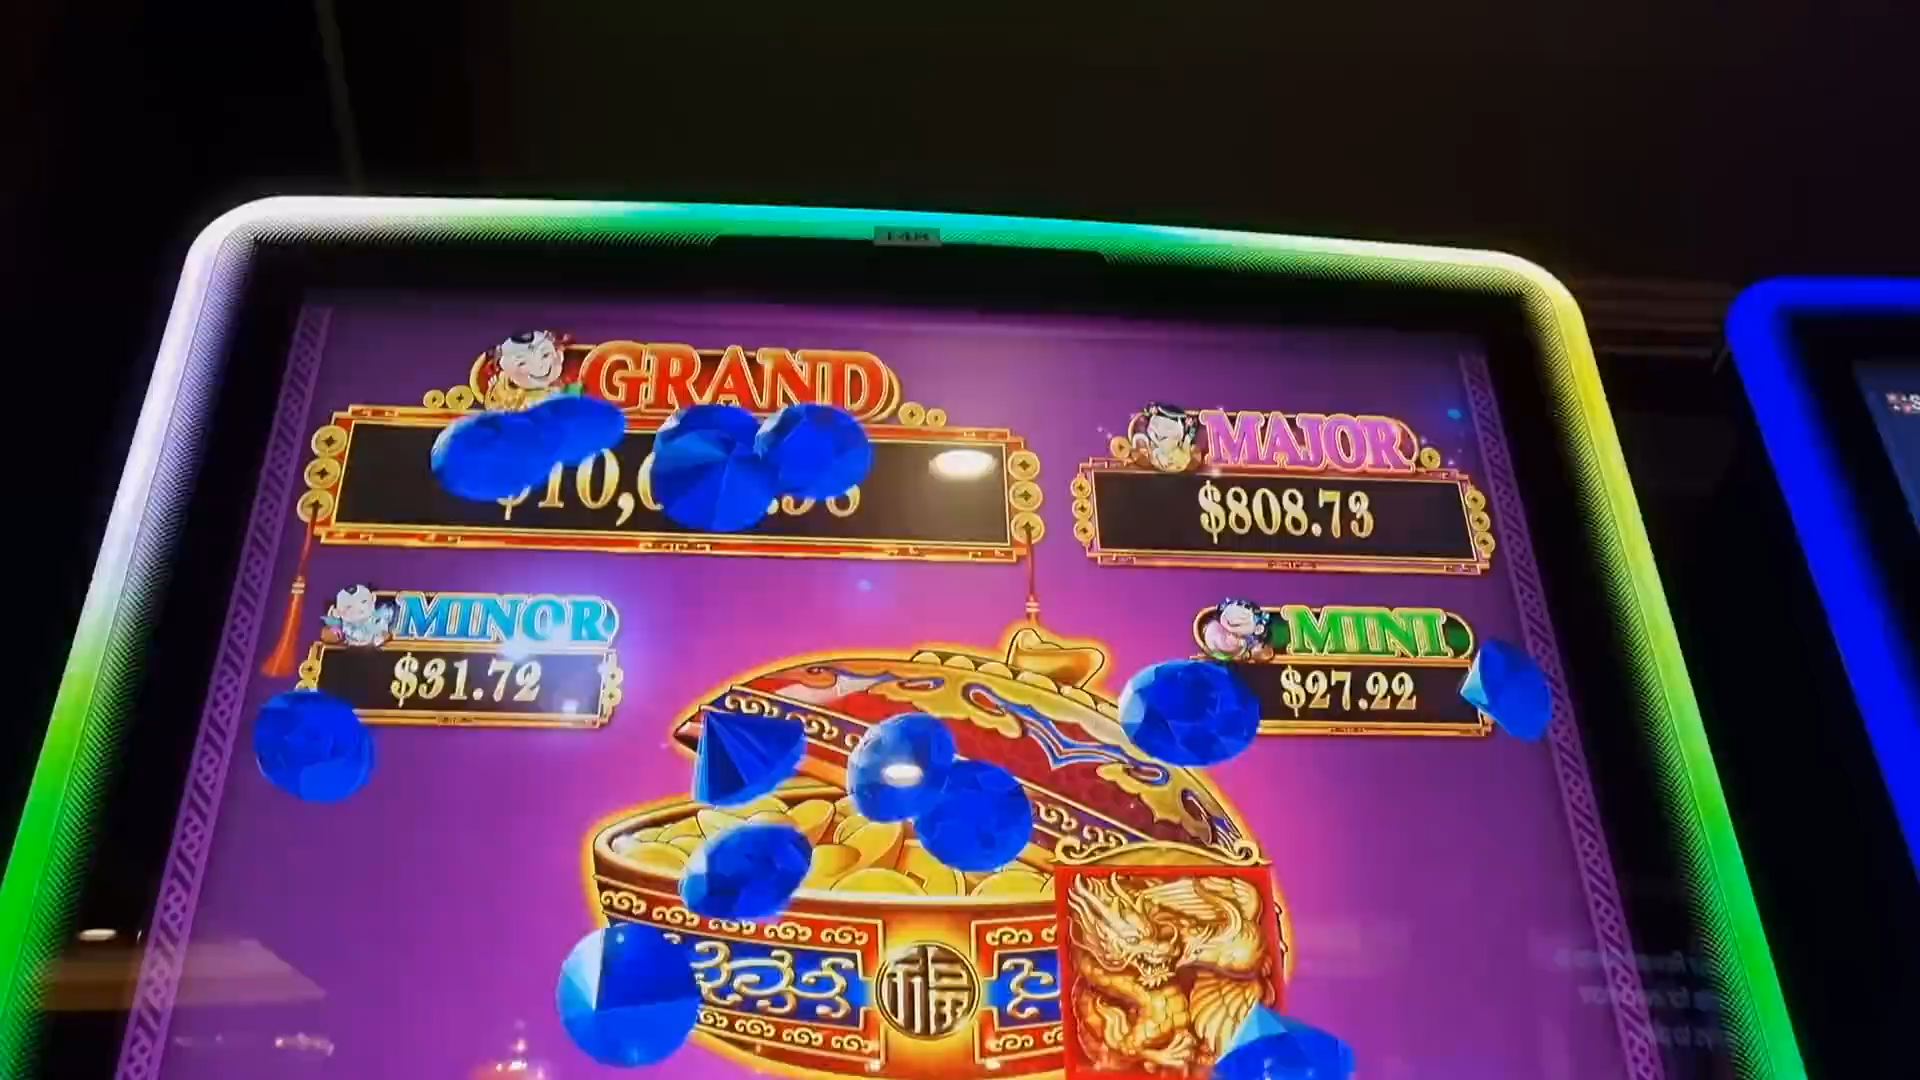 GRAND
MAJOR
$808.73
MINOR
$31.72
MINI
$27.22
福